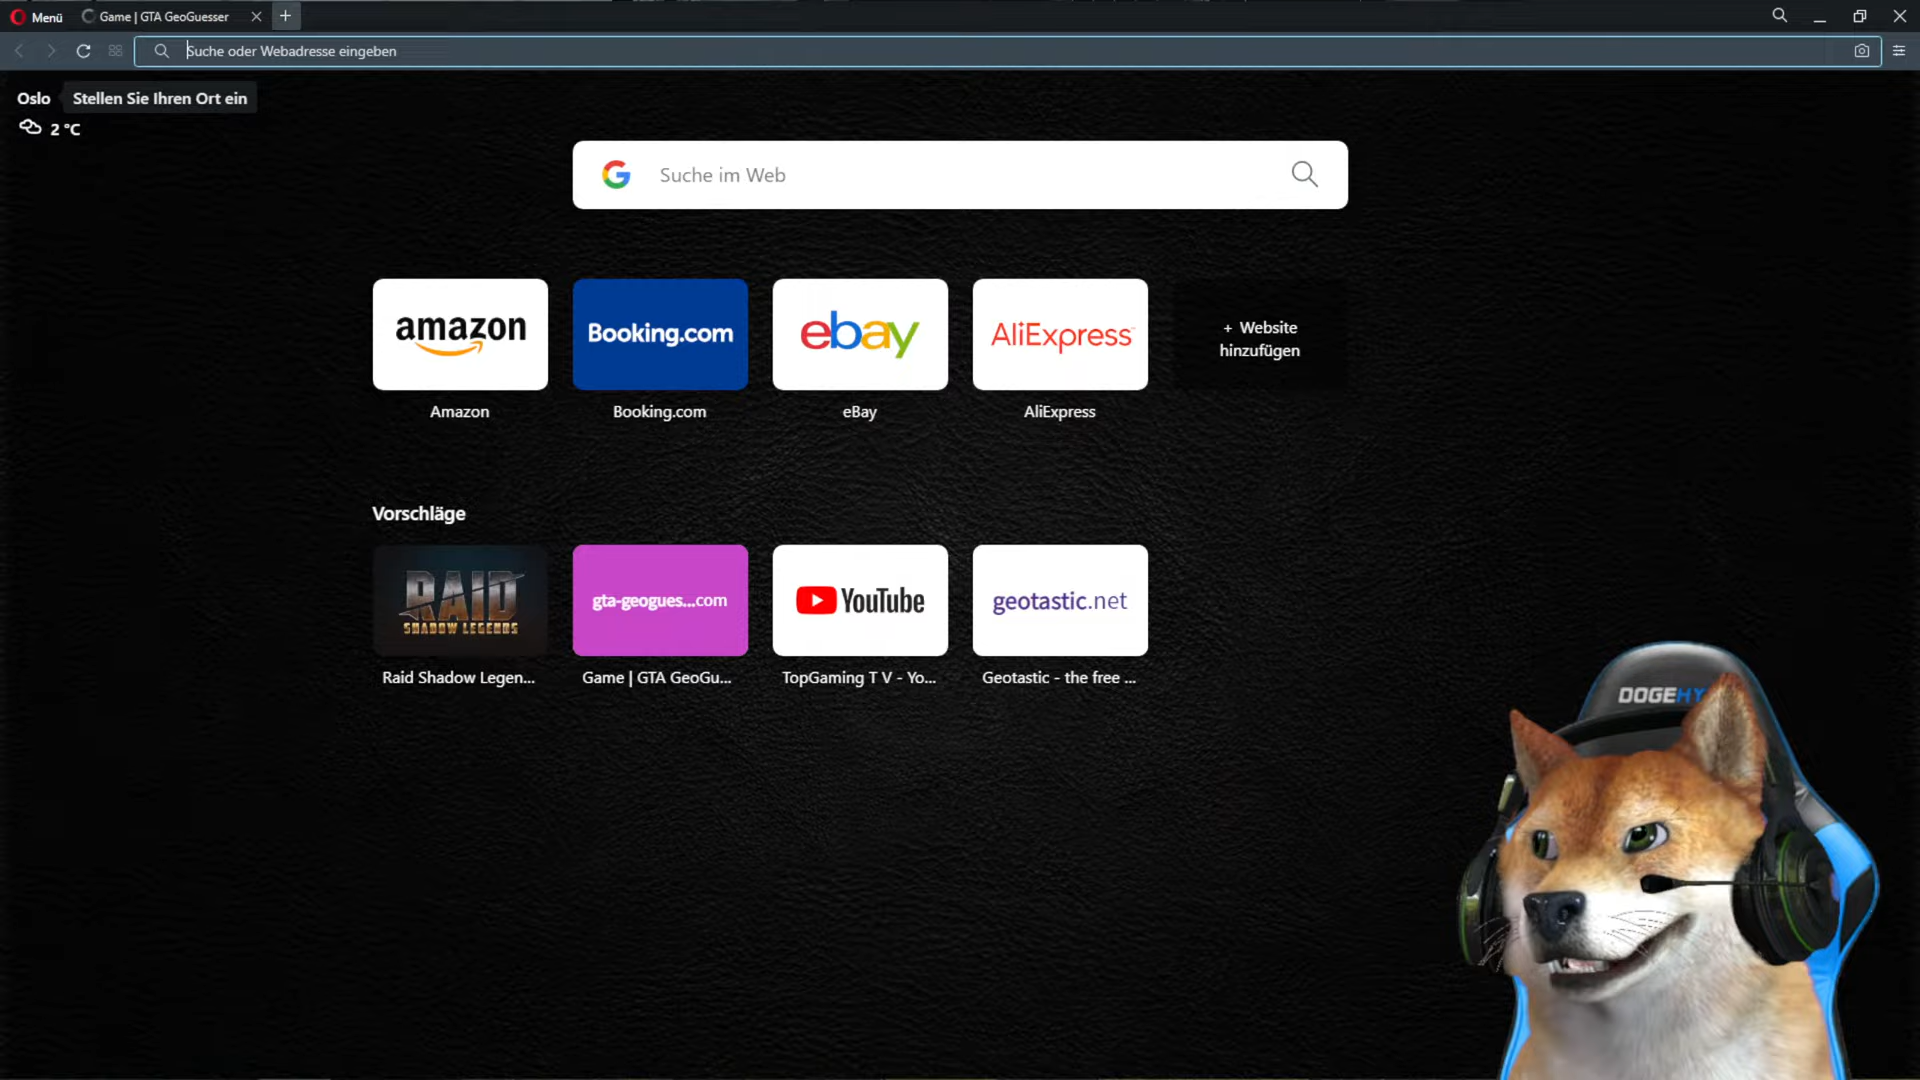 Menü
Game | GTA GeoGuesser
Suche oder Webadresse eingeben
Oslo
Stellen Sie Ihren Ort ein
2 °C
Suche im Web
amazon
Booking.com
ebay
AliExpress
+ Website
hinzufügen
Amazon
Booking.com
eBay
AliExpress
Vorschläge
RAID
SHADOW LEGENDS
gta-geogues...com
YouTube
geotastic.net
Raid Shadow Legen...
Game | GTA GeoGu...
TopGaming T V - Yo...
Geotastic - the free ...
DOGEHY